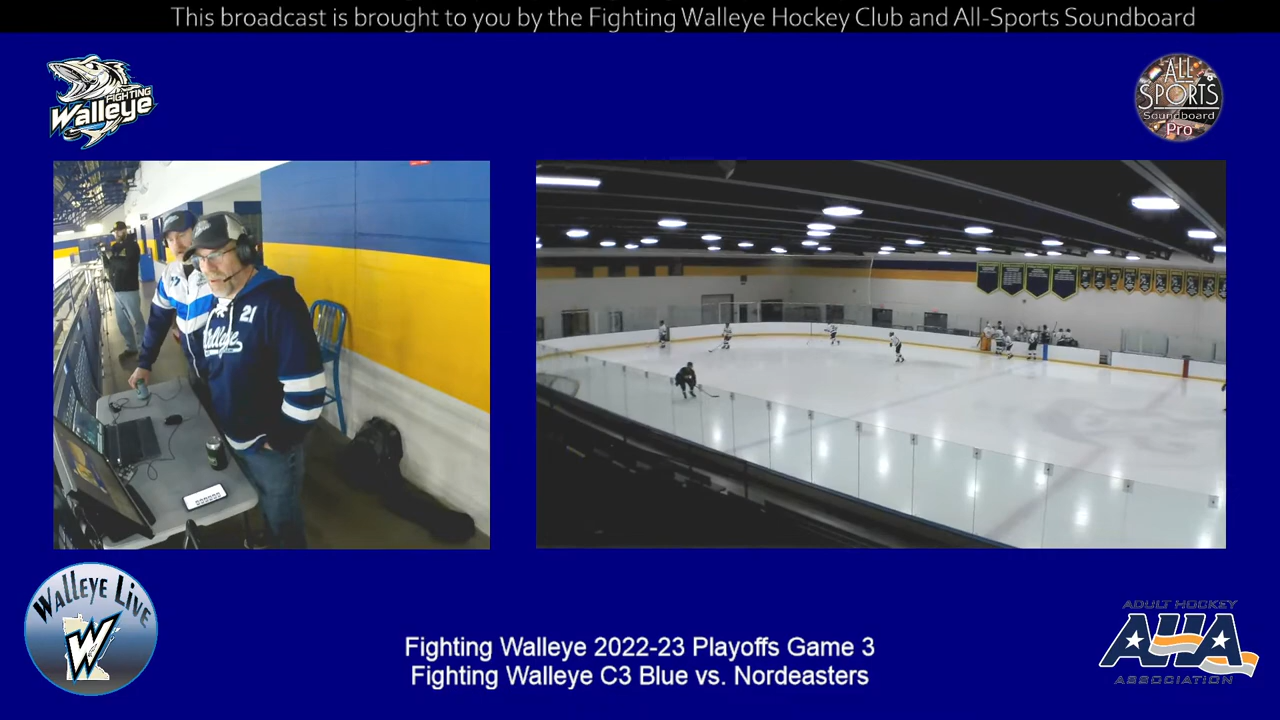 This broadcast is brought to you by the Fighting Walleye Hockey Club and All-Sports Soundboard
FIGHTING
Walleye
ALL
SPORTS
Soundboard
Pro
21
Walleye
WALLEYE LIVE
W
Fighting Walleye 2022-23 Playoffs Game 3
Fighting Walleye C3 Blue vs. Nordeasters
ADULT HOCKEY
AHA
ASSOCIATION